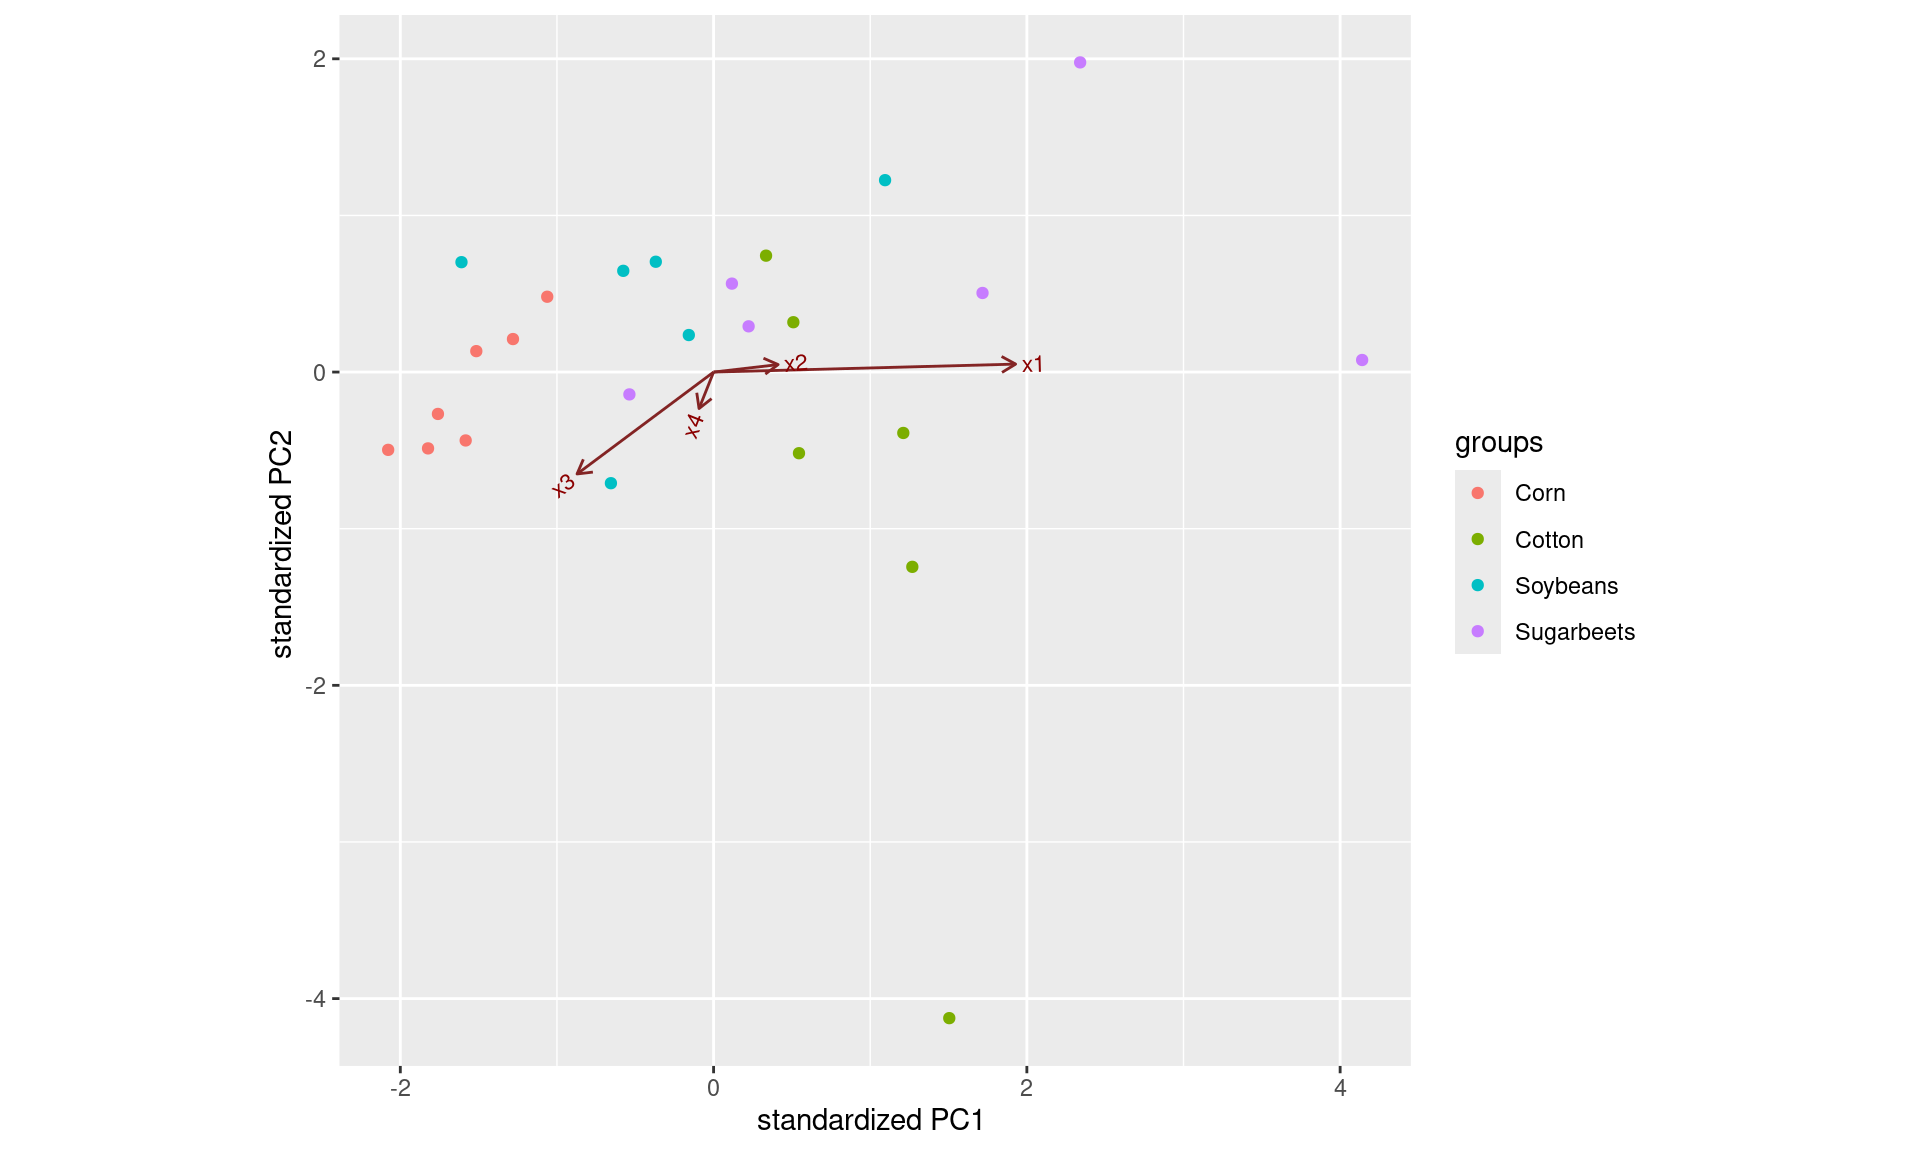 2
0
-2
-4
standardized PC2
x2
x1
x4
x3
-2
0
2
4
standardized PC1
groups
Corn
Cotton
Soybeans
Sugarbeets